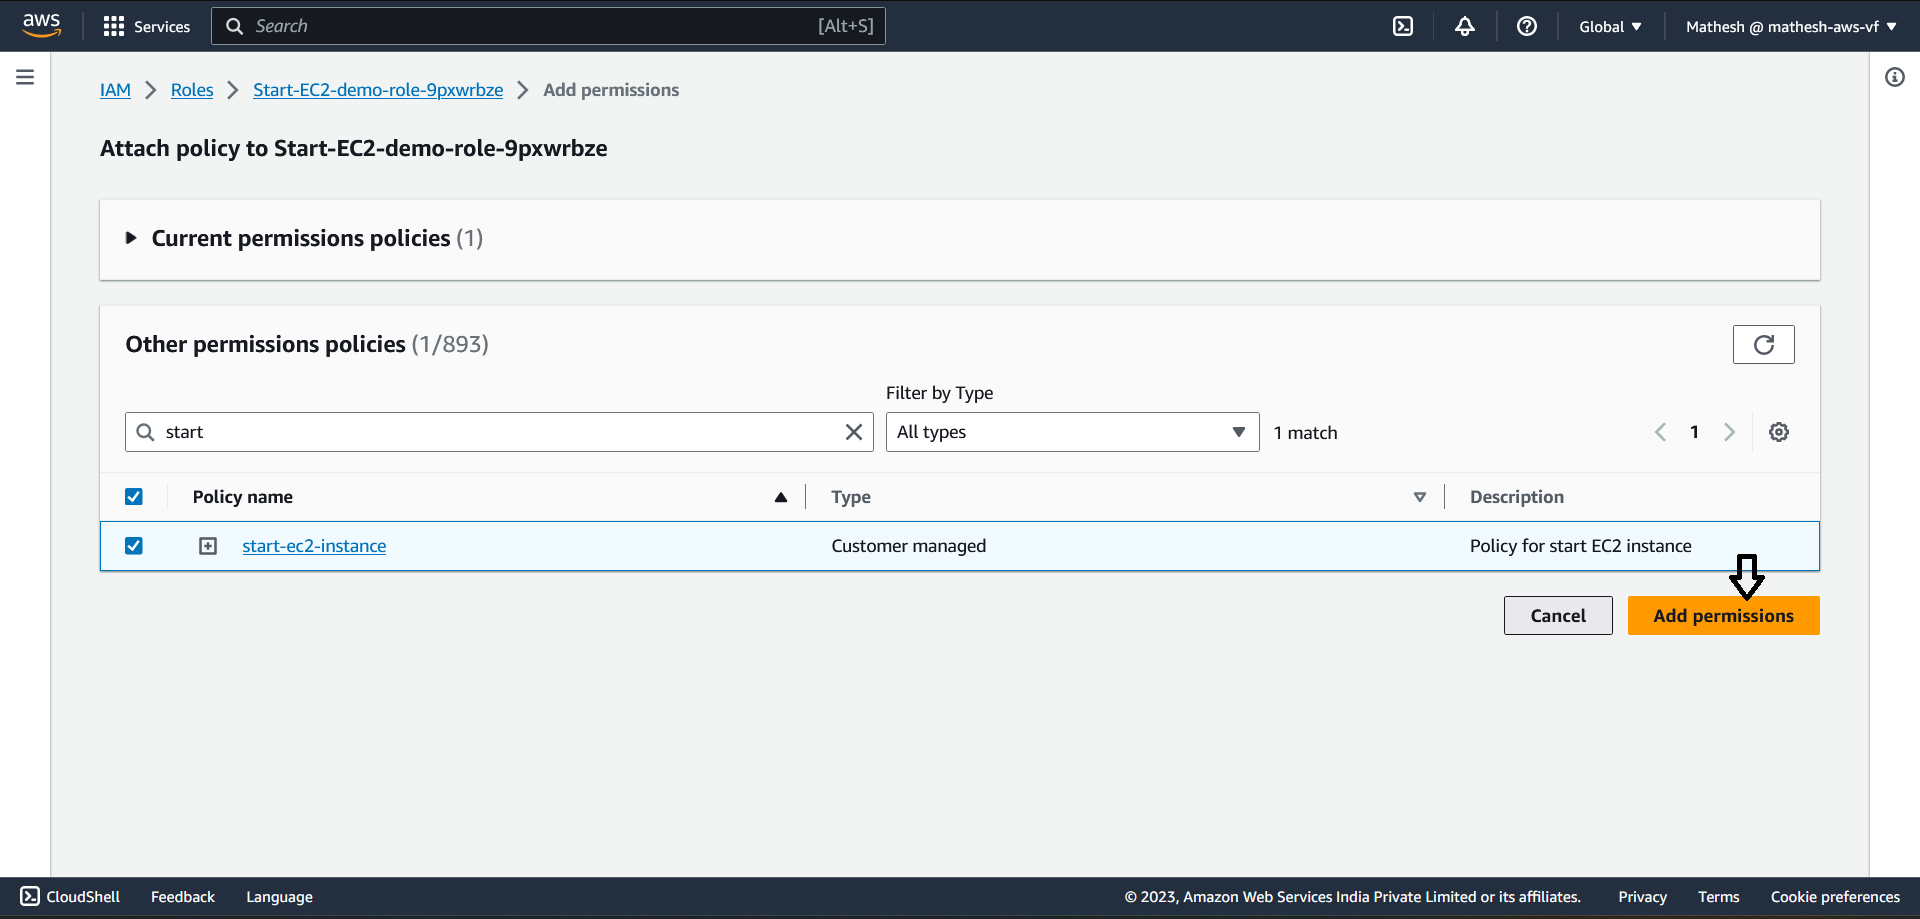 aws Services Search [Alt+S] Global Mathesh @ mathesh-aws-vf
IAM Roles Start-EC2-demo-role-9pxwrbze Add permissions
Attach policy to Start-EC2-demo-role-9pxwrbze
Current permissions policies (1)
Other permissions policies (1/893)
Filter by Type
start All types 1 match 1
Policy name Type Description
start-ec2-instance Customer managed Policy for start EC2 instance
Cancel Add permissions
CloudShell Feedback Language © 2023, Amazon Web Services India Private Limited or its affiliates. Privacy Terms Cookie preferences